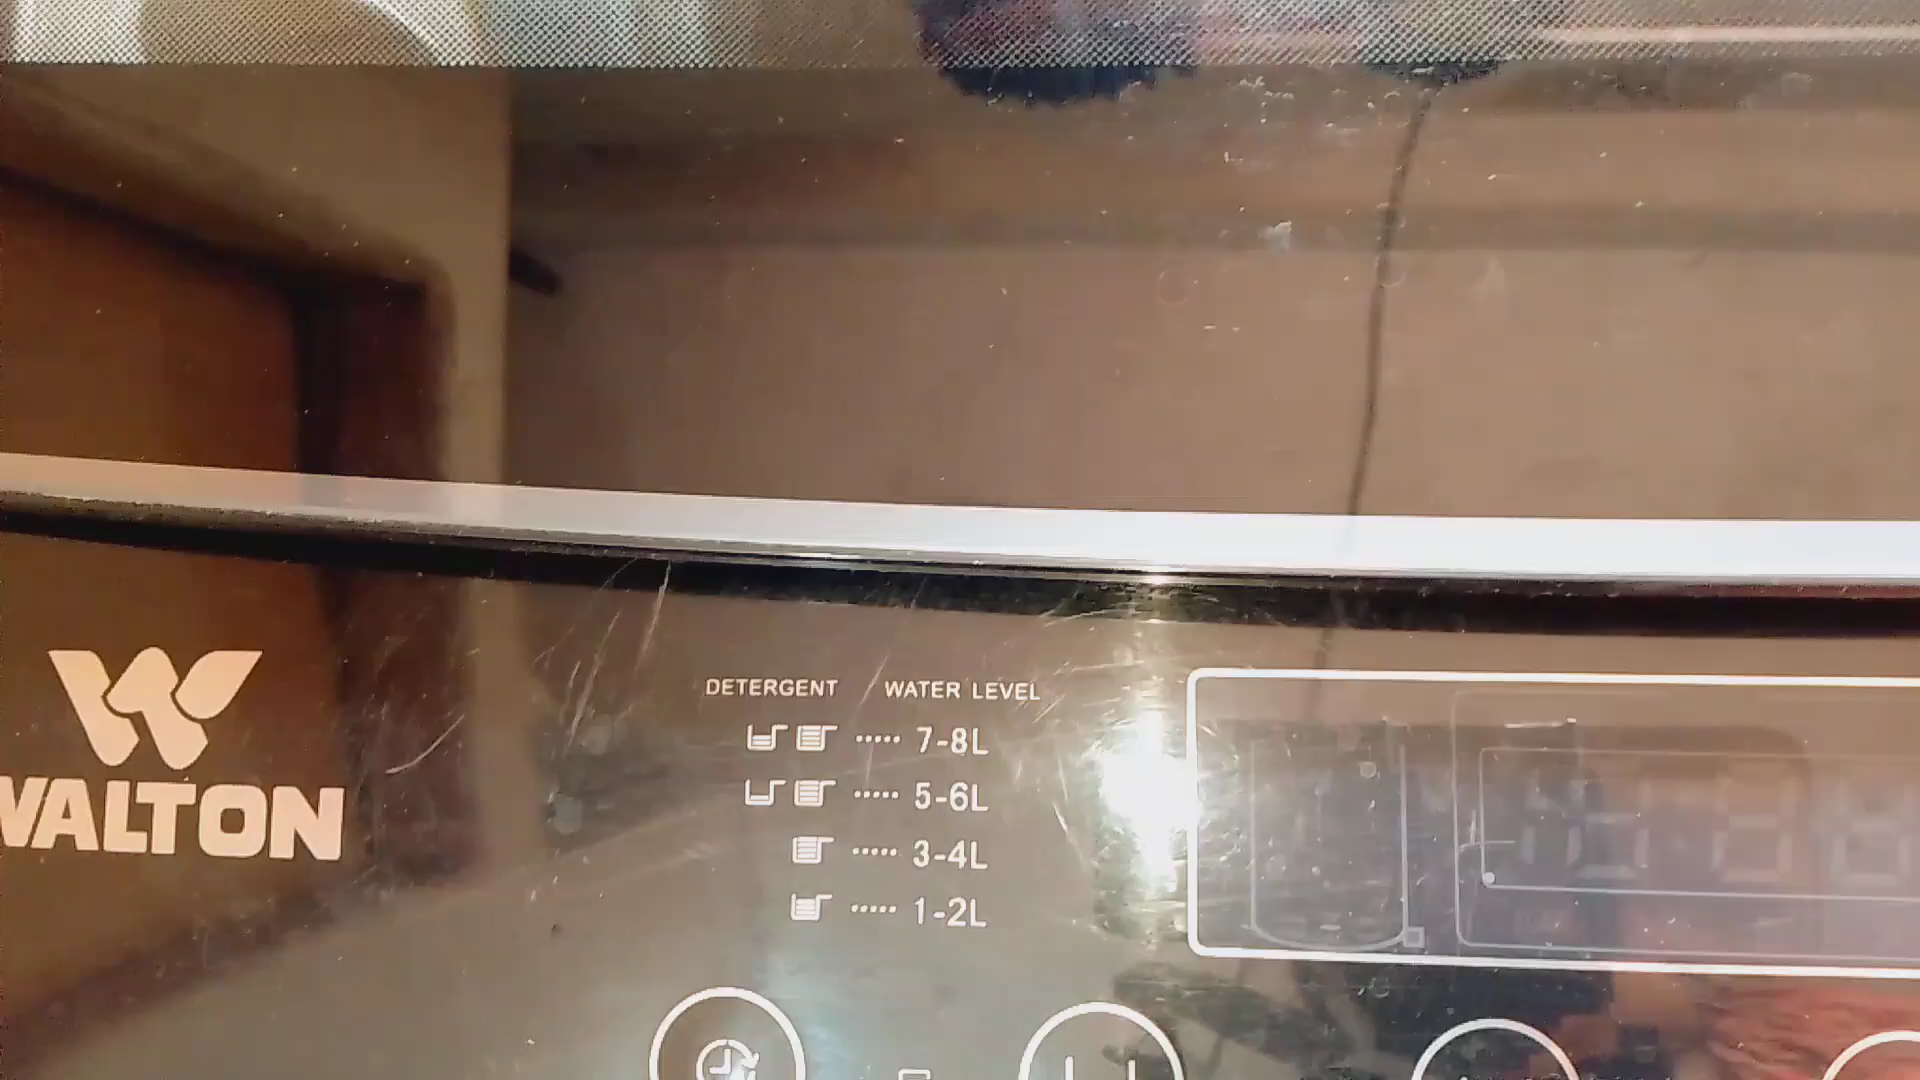 WALTON
DETERGENT WATER LEVEL
7-8L
5-6L
3-4L
1-2L